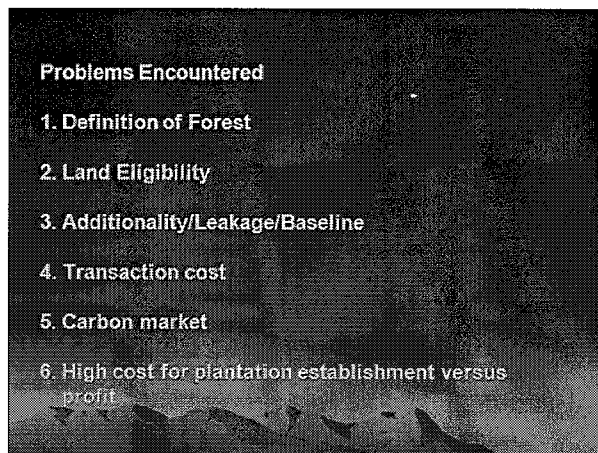 Problems Encountered
1. Definition of Forest
2. Land Eligibility
3. Additionality/Leakage/Baseline
4. Transaction cost
5. Carbon market
6. High cost for plantation establishment versus
profit